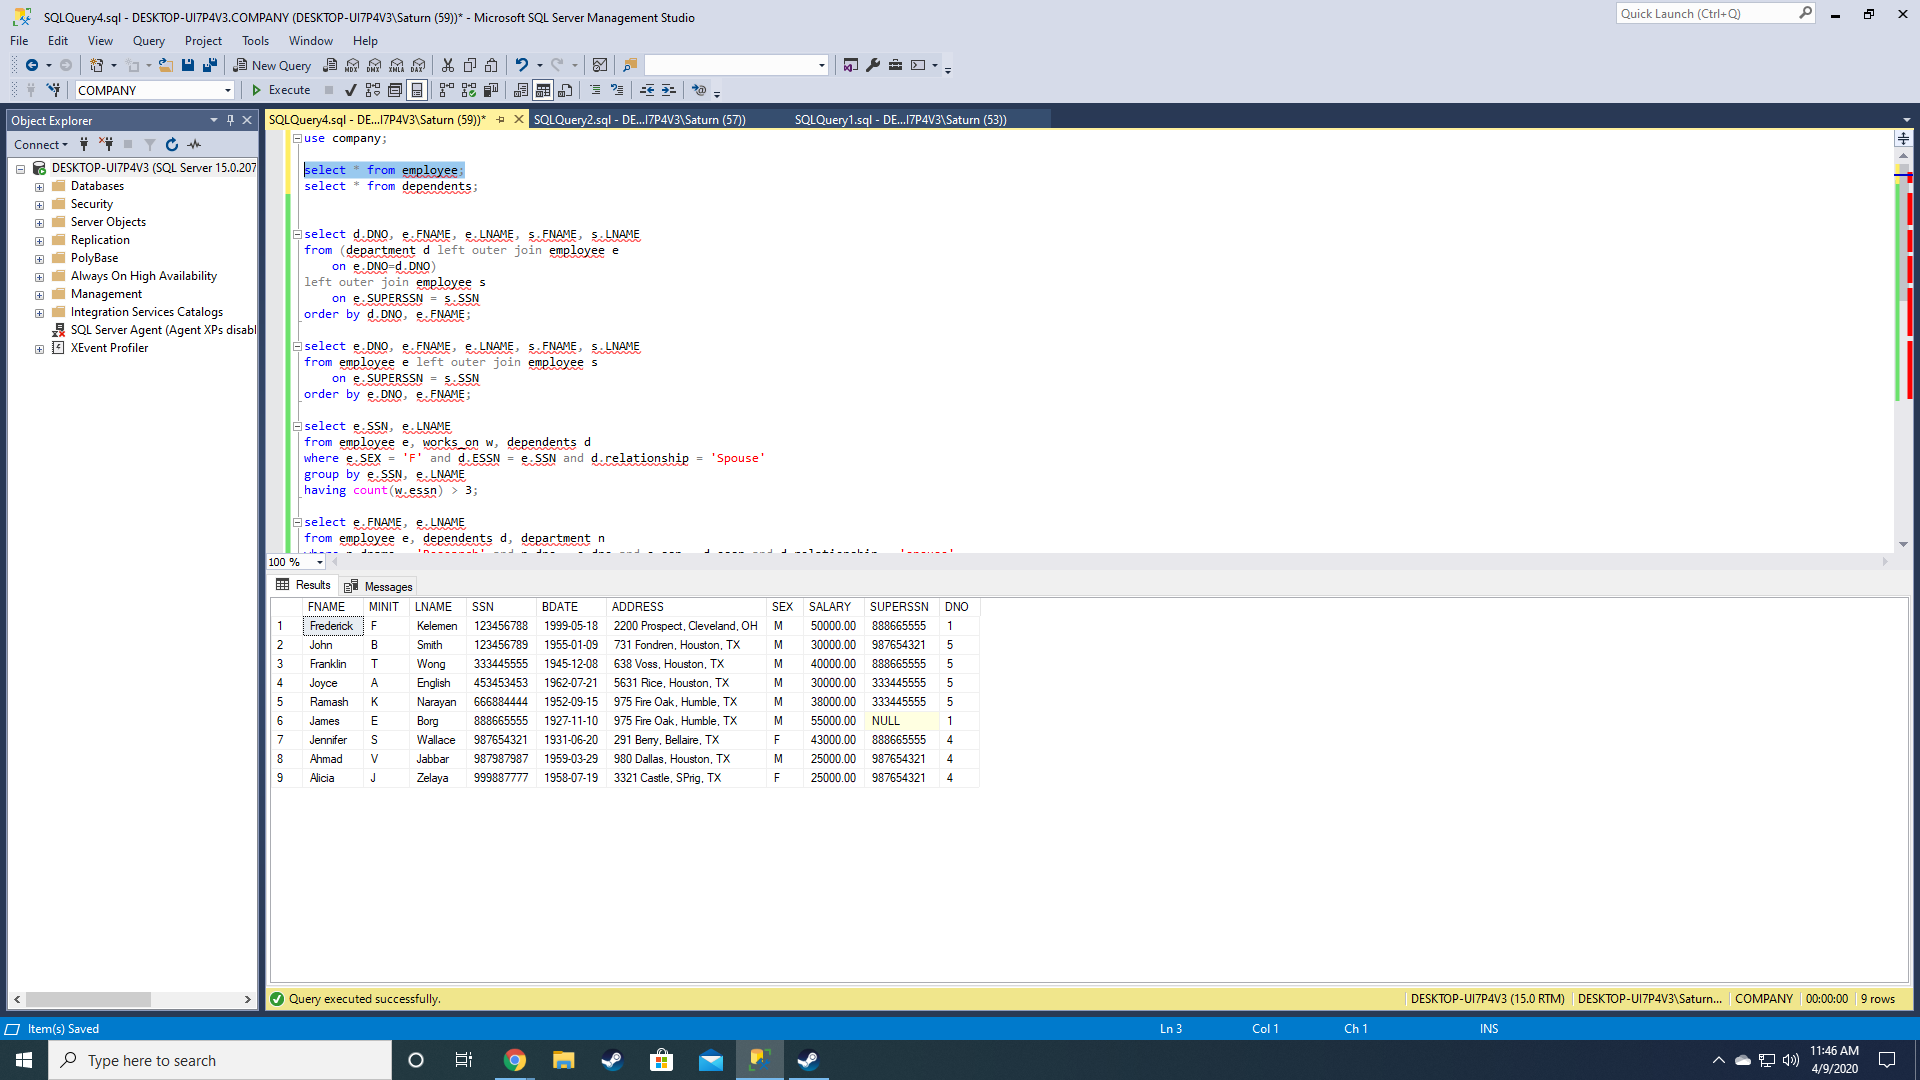 SQLQuery4.sql - DESKTOP-UI7P4V3.COMPANY (DESKTOP-UI7P4V3\Saturn (59))* - Microsoft SQL Server Management Studio
Quick Launch (Ctrl+Q)
File Edit View Query Project Tools Window Help
New Query
MDX DMX XMLA DAX
COMPANY
Execute
Object Explorer
SQLQuery4.sql - DE...I7P4V3\Saturn (59))*
SQLQuery2.sql - DE...I7P4V3\Saturn (57))
SQLQuery1.sql - DE...I7P4V3\Saturn (53))
Connect
DESKTOP-UI7P4V3 (SQL Server 15.0.207
Databases
Security
Server Objects
Replication
PolyBase
Always On High Availability
Management
Integration Services Catalogs
SQL Server Agent (Agent XPs disabl
XEvent Profiler
use company;
select * from employee;
select * from dependents;
select d.DNO, e.FNAME, e.LNAME, s.FNAME, s.LNAME
from (department d left outer join employee e
on e.DNO=d.DNO)
left outer join employee s
on e.SUPERSSN = s.SSN
order by d.DNO, e.FNAME;
select e.DNO, e.FNAME, e.LNAME, s.FNAME, s.LNAME
from employee e left outer join employee s
on e.SUPERSSN = s.SSN
order by e.DNO, e.FNAME;
select e.SSN, e.LNAME
from employee e, works_on w, dependents d
where e.SEX = 'F' and d.ESSN = e.SSN and d.relationship = 'Spouse'
group by e.SSN, e.LNAME
having count(w.essn) > 3;
select e.FNAME, e.LNAME
from employee e, dependents d, department n
100 %
Results Messages
FNAME MINIT LNAME SSN BDATE ADDRESS SEX SALARY SUPERSSN DNO
1 Frederick F Kelemen 123456788 1999-05-18 2200 Prospect, Cleveland, OH M 50000.00 888665555 1
2 John B Smith 123456789 1955-01-09 731 Fondren, Houston, TX M 30000.00 987654321 5
3 Franklin T Wong 333445555 1945-12-08 638 Voss, Houston, TX M 40000.00 888665555 5
4 Joyce A English 453453453 1962-07-21 5631 Rice, Houston, TX M 30000.00 333445555 5
5 Ramash K Narayan 666884444 1952-09-15 975 Fire Oak, Humble, TX M 38000.00 333445555 5
6 James E Borg 888665555 1927-11-10 975 Fire Oak, Humble, TX M 55000.00 NULL 1
7 Jennifer S Wallace 987654321 1931-06-20 291 Berry, Bellaire, TX F 43000.00 888665555 4
8 Ahmad V Jabbar 987987987 1959-03-29 980 Dallas, Houston, TX M 25000.00 987654321 4
9 Alicia J Zelaya 999887777 1958-07-19 3321 Castle, SPrig, TX F 25000.00 987654321 4
Query executed successfully.
DESKTOP-UI7P4V3 (15.0 RTM) DESKTOP-UI7P4V3\Saturn... COMPANY 00:00:00 9 rows
Item(s) Saved
Ln 3 Col 1 Ch 1 INS
Type here to search
11:46 AM
4/9/2020